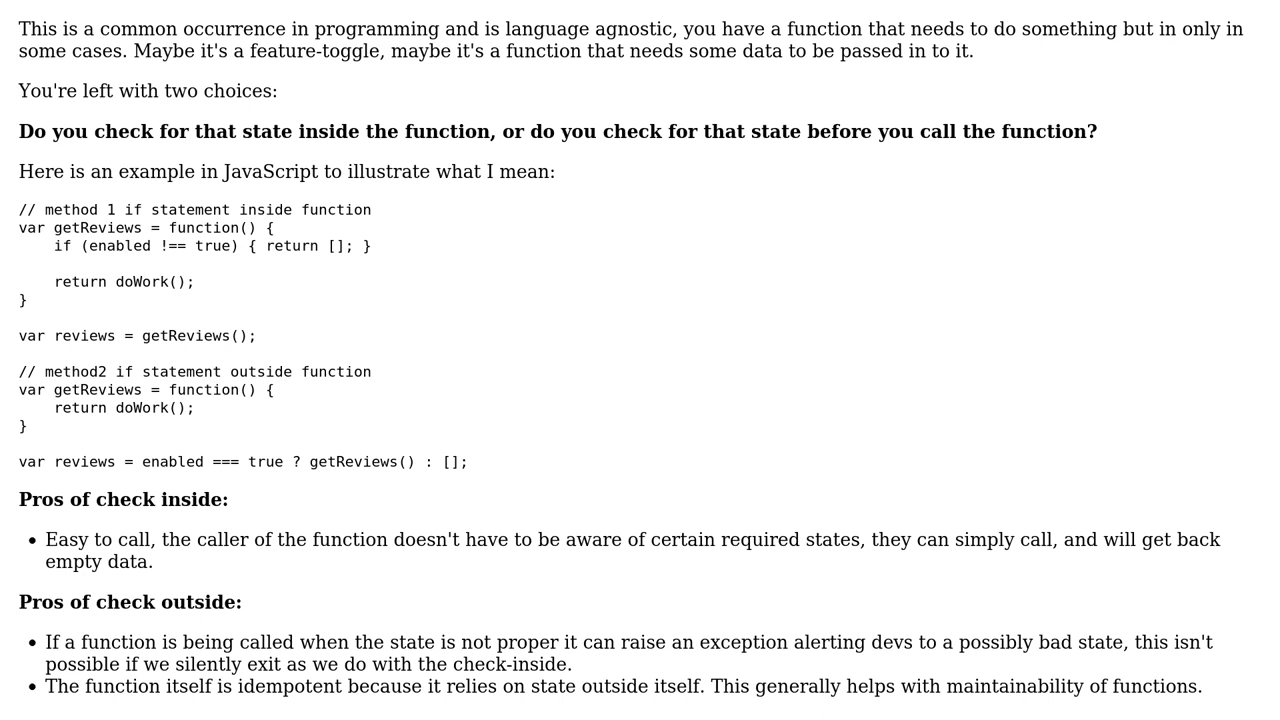 This is a common occurrence in programming and is language agnostic, you have a function that needs to do something but in only in
some cases. Maybe it's a feature-toggle, maybe it's a function that needs some data to be passed in to it.
You're left with two choices:
Do you check for that state inside the function, or do you check for that state before you call the function?
Here is an example in JavaScript to illustrate what I mean:
// method 1 if statement inside function
var getReviews = function() {
    if (enabled !== true) { return []; }
    return doWork();
}
var reviews = getReviews();
// method2 if statement outside function
var getReviews = function() {
    return doWork();
}
var reviews = enabled === true ? getReviews() : [];
Pros of check inside:
• Easy to call, the caller of the function doesn't have to be aware of certain required states, they can simply call, and will get back
empty data.
Pros of check outside:
• If a function is being called when the state is not proper it can raise an exception alerting devs to a possibly bad state, this isn't
possible if we silently exit as we do with the check-inside.
• The function itself is idempotent because it relies on state outside itself. This generally helps with maintainability of functions.